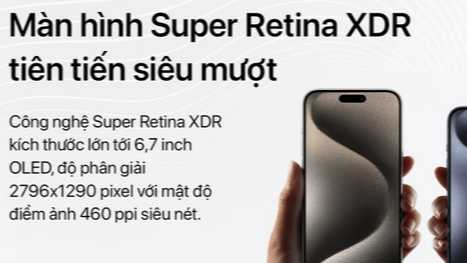 Màn hình Super Retina XDR
tiên tiến siêu mượt
Công nghệ Super Retina XDR
kích thước lớn tới 6,7 inch
OLED, độ phân giải
2796x1290 pixel với mật độ
điểm ảnh 460 ppi siêu nét.